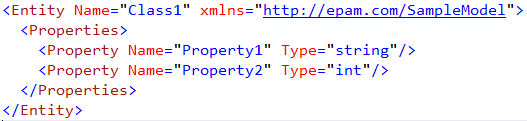 <Entity Name="Class1" xmlns="http://epam.com/SampleModel">
  <Properties>
    <Property Name="Property1" Type="string"/>
    <Property Name="Property2" Type="int"/>
  </Properties>
</Entity>